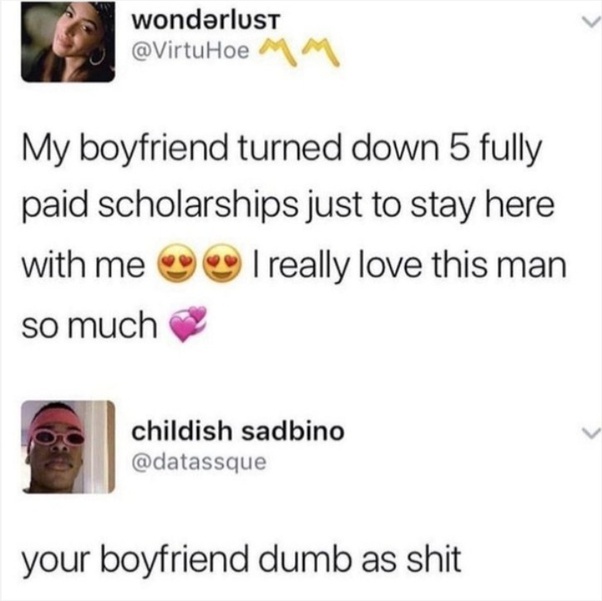 wondərlusт
@VirtuHoe 〽️〽️
My boyfriend turned down 5 fully
paid scholarships just to stay here
with me 😍😍 I really love this man
so much 💞
childish sadbino
@datassque
your boyfriend dumb as shit